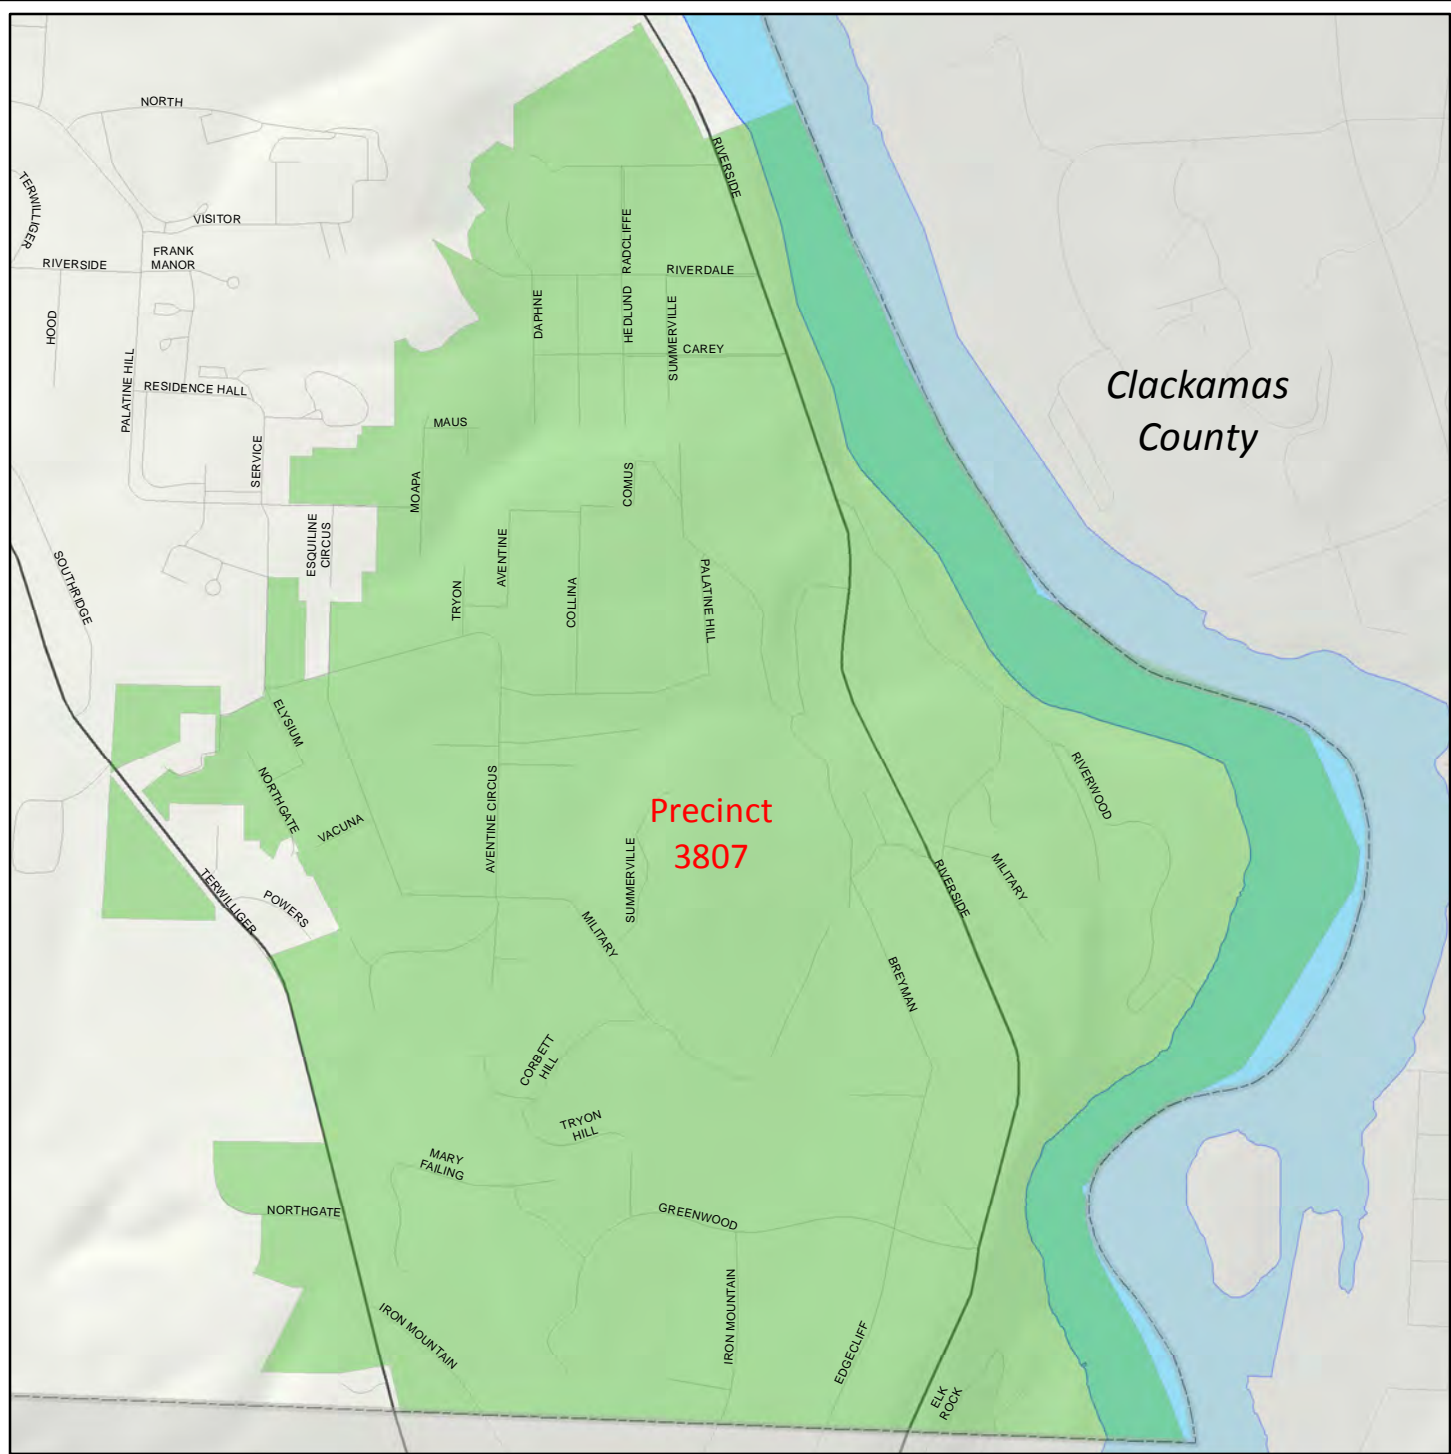 NORTH
TERWILLIGER
VISITOR
RIVERSIDE
FRANK
MANOR
RIVERSIDE
HOOD
PALATINE HILL
RESIDENCE HALL
SERVICE
RADCLIFFE
RIVERDALE
DAPHNE
HEDLUND
SUMMERVILLE
CAREY
Clackamas
County
MAUS
MOAPA
COMUS
ESQUILINE
CIRCUS
AVENTINE
TRYON
COLLINA
PALATINE HILL
SOUTHRIDGE
ELYSIUM
NORTHGATE
VACUNA
AVENTINE CIRCUS
Precinct
3807
SUMMERVILLE
RIVERWOOD
MILITARY
RIVERSIDE
TERWILLIGER
POWERS
MILITARY
BREYMAN
CORBETT
HILL
TRYON
HILL
MARY
FAILING
NORTHGATE
GREENWOOD
IRON MOUNTAIN
IRON MOUNTAIN
EDGECLIFF
ELK
ROCK